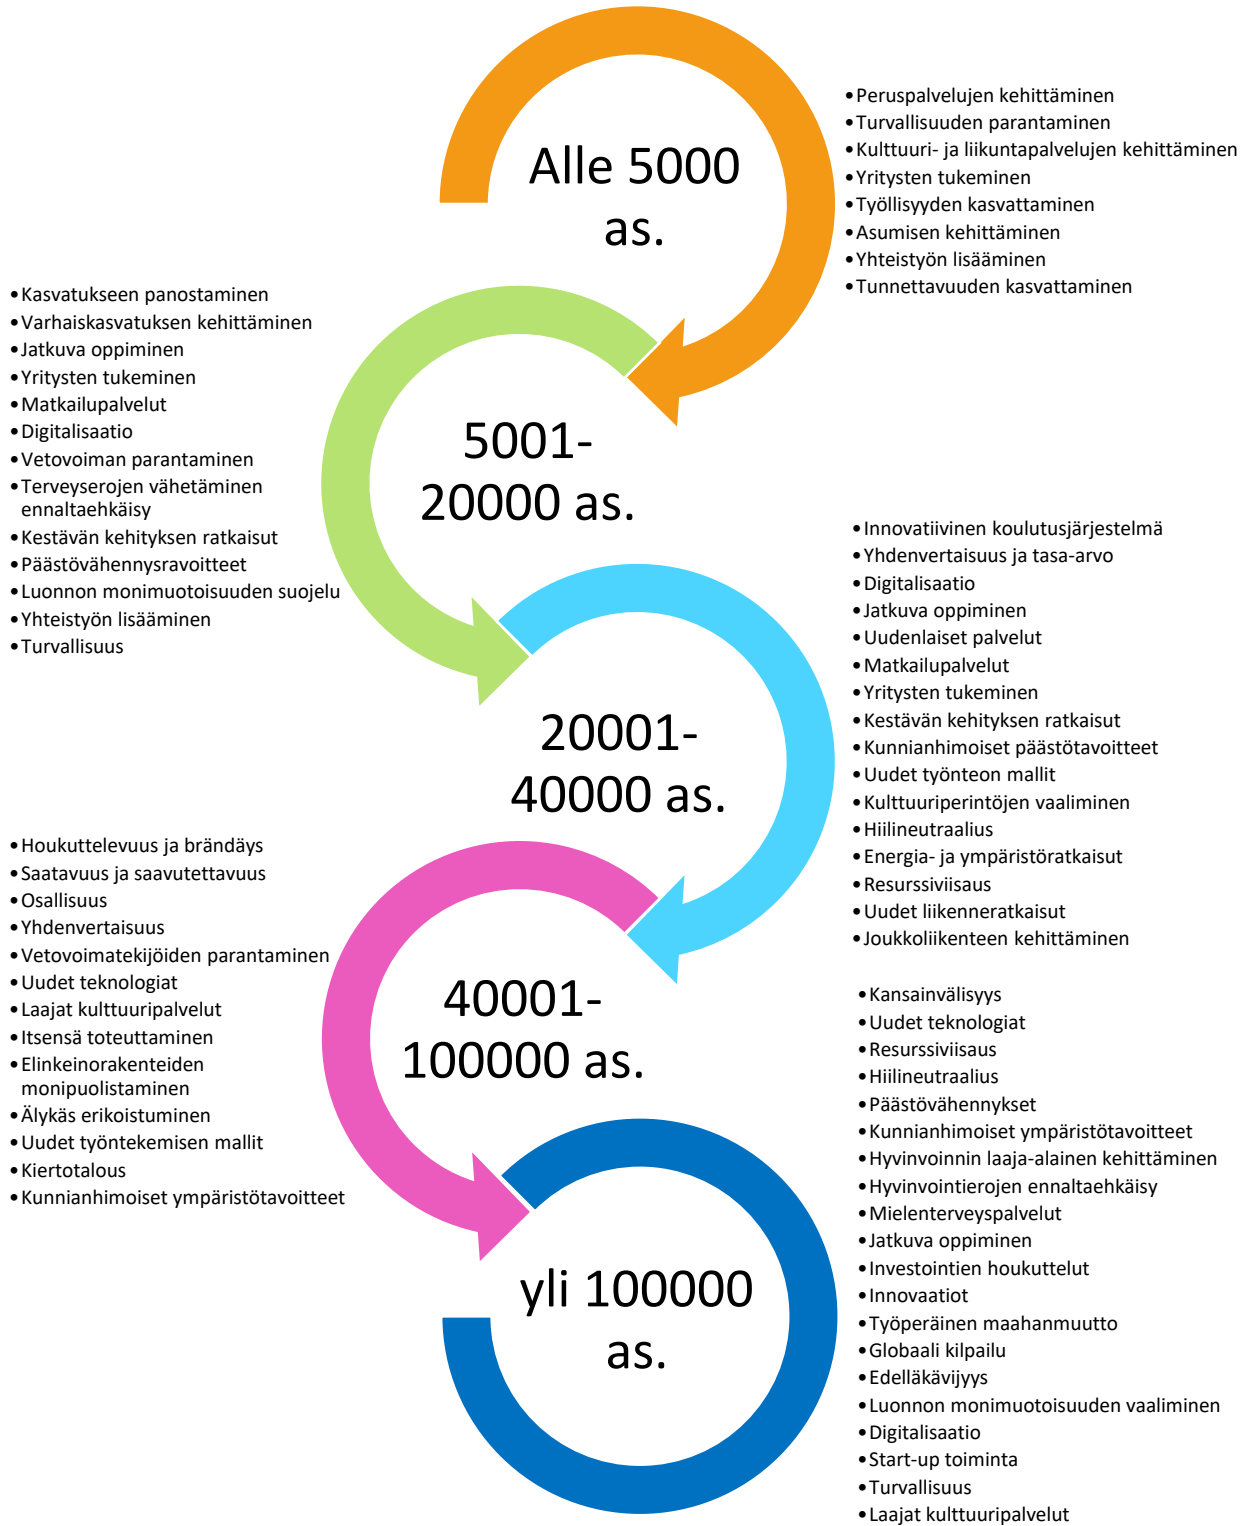 Alle 5000
as.
•Peruspalvelujen kehittäminen
•Turvallisuuden parantaminen
•Kulttuuri- ja liikuntapalvelujen kehittäminen
•Yritysten tukeminen
•Työllisyyden kasvattaminen
•Asumisen kehittäminen
•Yhteistyön lisääminen
•Tunnettavuuden kasvattaminen
5001-
20000 as.
•Kasvatukseen panostaminen
•Varhaiskasvatuksen kehittäminen
•Jatkuva oppiminen
•Yritysten tukeminen
•Matkailupalvelut
•Digitalisaatio
•Vetovoiman parantaminen
•Terveyserojen vähetäminen
ennaltaehkäisy
•Kestävän kehityksen ratkaisut
•Päästövähennysravoitteet
•Luonnon monimuotoisuuden suojelu
•Yhteistyön lisääminen
•Turvallisuus
20001-
40000 as.
•Innovatiivinen koulutusjärjestelmä
•Yhdenvertaisuus ja tasa-arvo
•Digitalisaatio
•Jatkuva oppiminen
•Uudenlaiset palvelut
•Matkailupalvelut
•Yritysten tukeminen
•Kestävän kehityksen ratkaisut
•Kunnianhimoiset päästötavoitteet
•Uudet työnteon mallit
•Kulttuuriperintöjen vaaliminen
•Hiilineutraalius
•Energia- ja ympäristöratkaisut
•Resurssiviisaus
•Uudet liikenneratkaisut
•Joukkoliikenteen kehittäminen
40001-
100000 as.
•Houkuttelevuus ja brändäys
•Saatavuus ja saavutettavuus
•Osallisuus
•Yhdenvertaisuus
•Vetovoimatekijöiden parantaminen
•Uudet teknologiat
•Laajat kulttuuripalvelut
•Itsensä toteuttaminen
•Elinkeinorakenteiden
monipuolistaminen
•Älykäs erikoistuminen
•Uudet työntekemisen mallit
•Kiertotalous
•Kunnianhimoiset ympäristötavoitteet
yli 100000
as.
•Kansainvälisyys
•Uudet teknologiat
•Resurssiviisaus
•Hiilineutraalius
•Päästövähennykset
•Kunnianhimoiset ympäristötavoitteet
•Hyvinvoinnin laaja-alainen kehittäminen
•Hyvinvointierojen ennaltaehkäisy
•Mielenterveyspalvelut
•Jatkuva oppiminen
•Investointien houkuttelut
•Innovaatiot
•Työperäinen maahanmuutto
•Globaali kilpailu
•Edelläkävijyys
•Luonnon monimuotoisuuden vaaliminen
•Digitalisaatio
•Start-up toiminta
•Turvallisuus
•Laajat kulttuuripalvelut